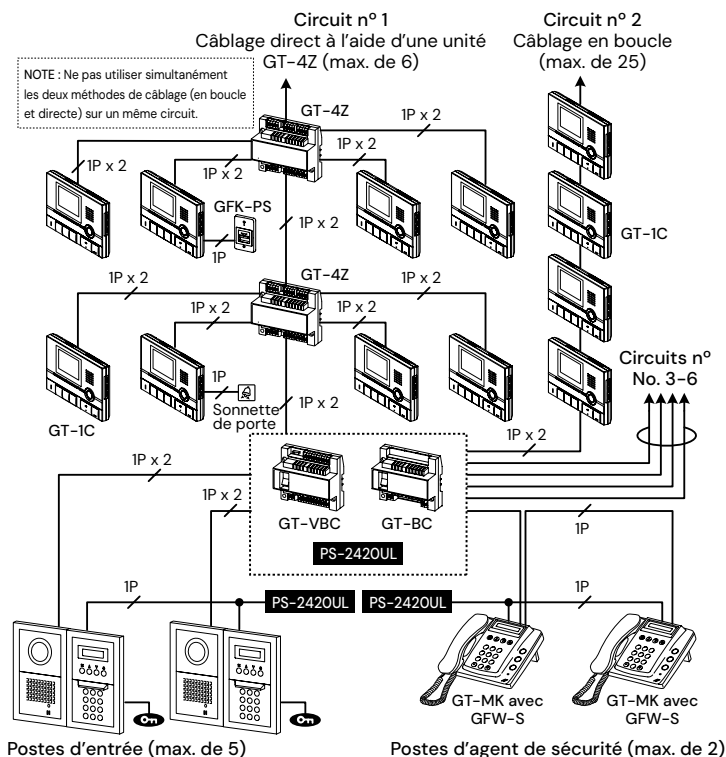 Circuit nº 1
Câblage direct à l’aide d’une unité
GT-4Z (max. de 6)
Circuit nº 2
Câblage en boucle
(max. de 25)
NOTE : Ne pas utiliser simultanément
les deux méthodes de câblage (en boucle
et directe) sur un même circuit.
GT-4Z
1P x 2
1P x 2
1P x 2
1P x 2
GFK-PS
1P
1P x 2
GT-1C
GT-4Z
1P x 2
1P x 2
1P x 2
1P x 2
1P
Sonnette
de porte
1P x 2
GT-1C
Circuits nº
No. 3-6
1P x 2
1P x 2
1P x 2
GT-VBC
GT-BC
PS-2420UL
1P
1P
PS-2420UL
PS-2420UL
1P
GT-MK avec
GFW-S
GT-MK avec
GFW-S
Postes d’entrée (max. de 5)
Postes d’agent de sécurité (max. de 2)